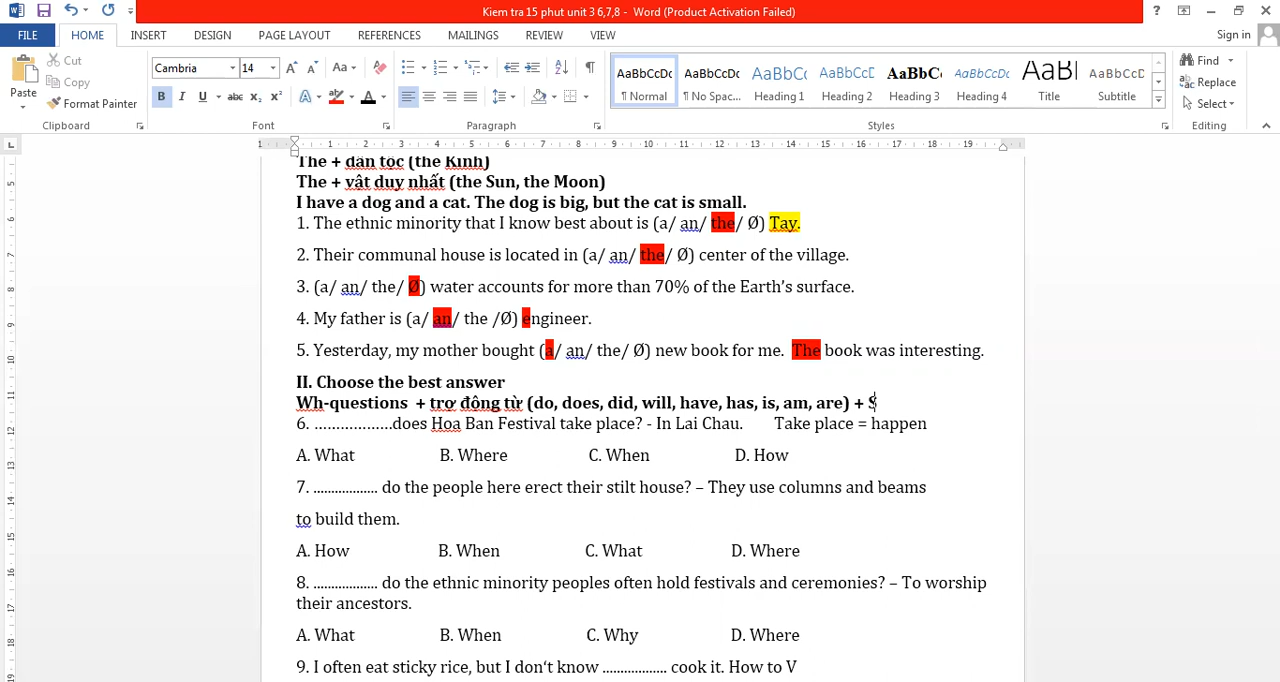 Kiem tra 15 phut unit 3 6,7,8 - Word (Product Activation Failed)
FILE HOME INSERT DESIGN PAGE LAYOUT REFERENCES MAILINGS REVIEW VIEW Sign in
Paste Cut Copy Format Painter
Clipboard
Cambria 14
Font
Paragraph
AaBbCcDc AaBbCcDc AaBbCc AaBbCcDc AaBbC AaBbCcDc AaBl AaBbCcD
¶ Normal ¶ No Spac... Heading 1 Heading 2 Heading 3 Heading 4 Title Subtitle
Styles
Find Replace Select
Editing
The + dân tộc (the Kinh)
The + vật duy nhất (the Sun, the Moon)
I have a dog and a cat. The dog is big, but the cat is small.
1. The ethnic minority that I know best about is (a/ an/ the/ Ø) Tay.
2. Their communal house is located in (a/ an/ the/ Ø) center of the village.
3. (a/ an/ the/ Ø) water accounts for more than 70% of the Earth's surface.
4. My father is (a/ an/ the /Ø) engineer.
5. Yesterday, my mother bought (a/ an/ the/ Ø) new book for me. The book was interesting.
II. Choose the best answer
Wh-questions + trợ động từ (do, does, did, will, have, has, is, am, are) + S
6. ………………does Hoa Ban Festival take place? - In Lai Chau. Take place = happen
A. What B. Where C. When D. How
7. .................. do the people here erect their stilt house? – They use columns and beams
to build them.
A. How B. When C. What D. Where
8. .................. do the ethnic minority peoples often hold festivals and ceremonies? – To worship
their ancestors.
A. What B. When C. Why D. Where
9. I often eat sticky rice, but I don't know .................. cook it. How to V